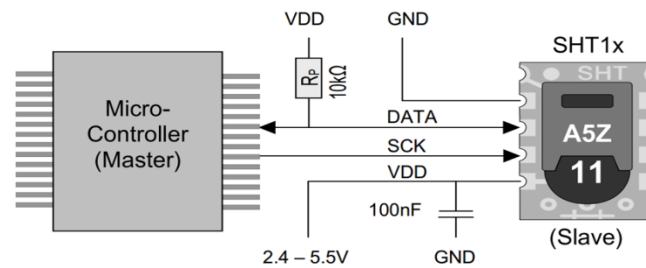 VDD
GND
SHT1x
SHT
Micro-
Controller
(Master)
R_P
10kΩ
DATA
A5Z
SCK
11
VDD
100nF
(Slave)
2.4 – 5.5V
GND